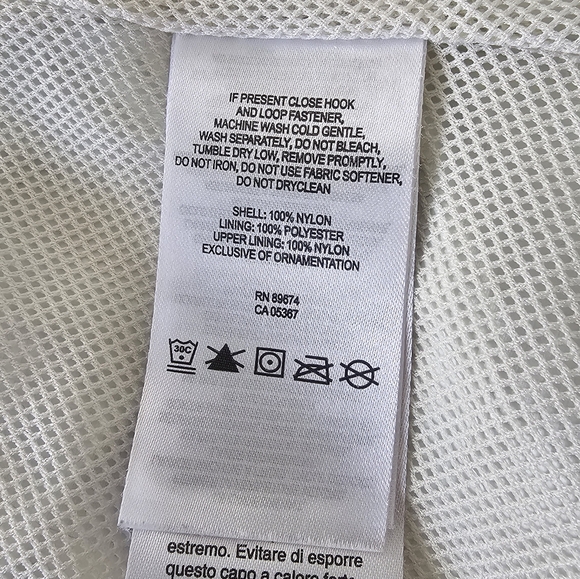 IF PRESENT CLOSE HOOK
AND LOOP FASTENER,
MACHINE WASH COLD GENTLE,
WASH SEPARATELY, DO NOT BLEACH,
TUMBLE DRY LOW, REMOVE PROMPTLY,
DO NOT IRON, DO NOT USE FABRIC SOFTENER,
DO NOT DRYCLEAN
SHELL: 100% NYLON
LINING: 100% POLYESTER
UPPER LINING: 100% NYLON
EXCLUSIVE OF ORNAMENTATION
RN 89674
CA 05367
30C
estremo. Evitare di esporre
questo capo a calore forte